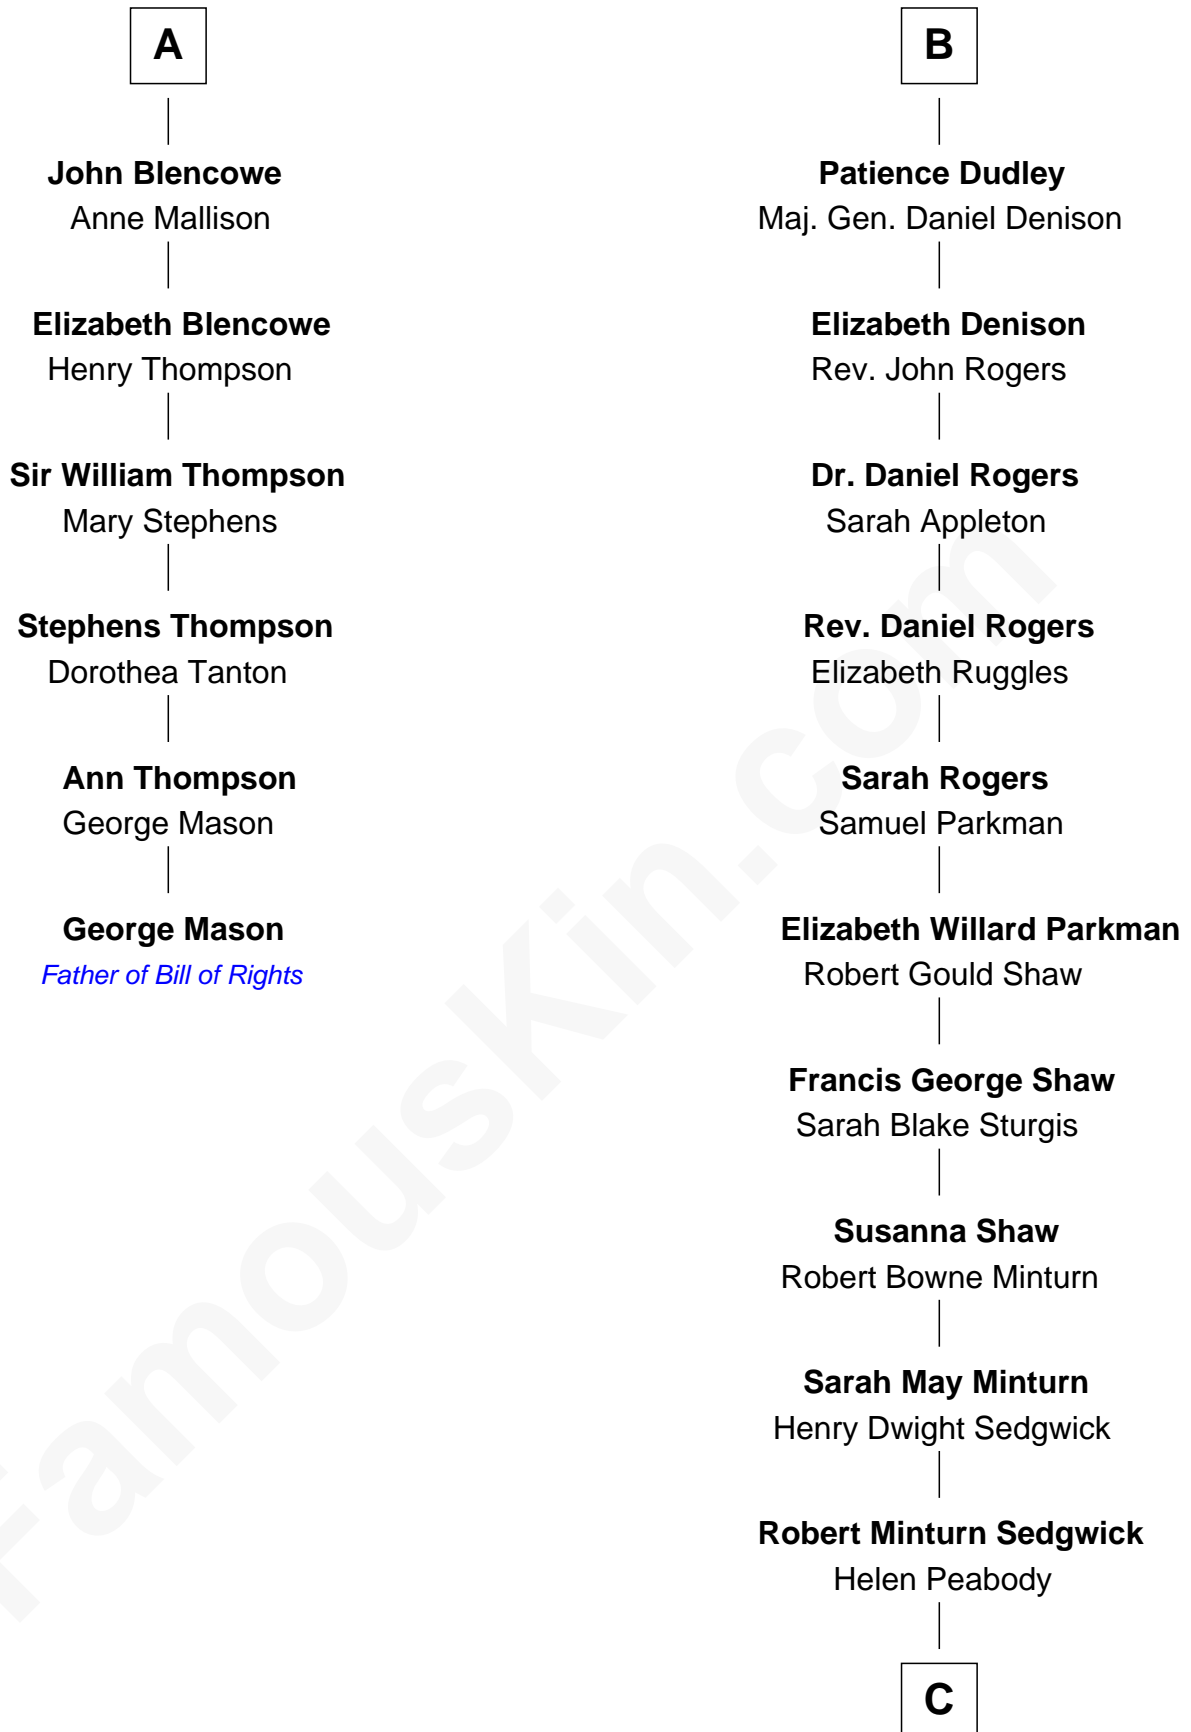 A
John Blencowe
Anne Mallison
Elizabeth Blencowe
Henry Thompson
Sir William Thompson
Mary Stephens
Stephens Thompson
Dorothea Tanton
Ann Thompson
George Mason
George Mason
Father of Bill of Rights
B
Patience Dudley
Maj. Gen. Daniel Denison
Elizabeth Denison
Rev. John Rogers
Dr. Daniel Rogers
Sarah Appleton
Rev. Daniel Rogers
Elizabeth Ruggles
Sarah Rogers
Samuel Parkman
Elizabeth Willard Parkman
Robert Gould Shaw
Francis George Shaw
Sarah Blake Sturgis
Susanna Shaw
Robert Bowne Minturn
Sarah May Minturn
Henry Dwight Sedgwick
Robert Minturn Sedgwick
Helen Peabody
C
FamousKin.com